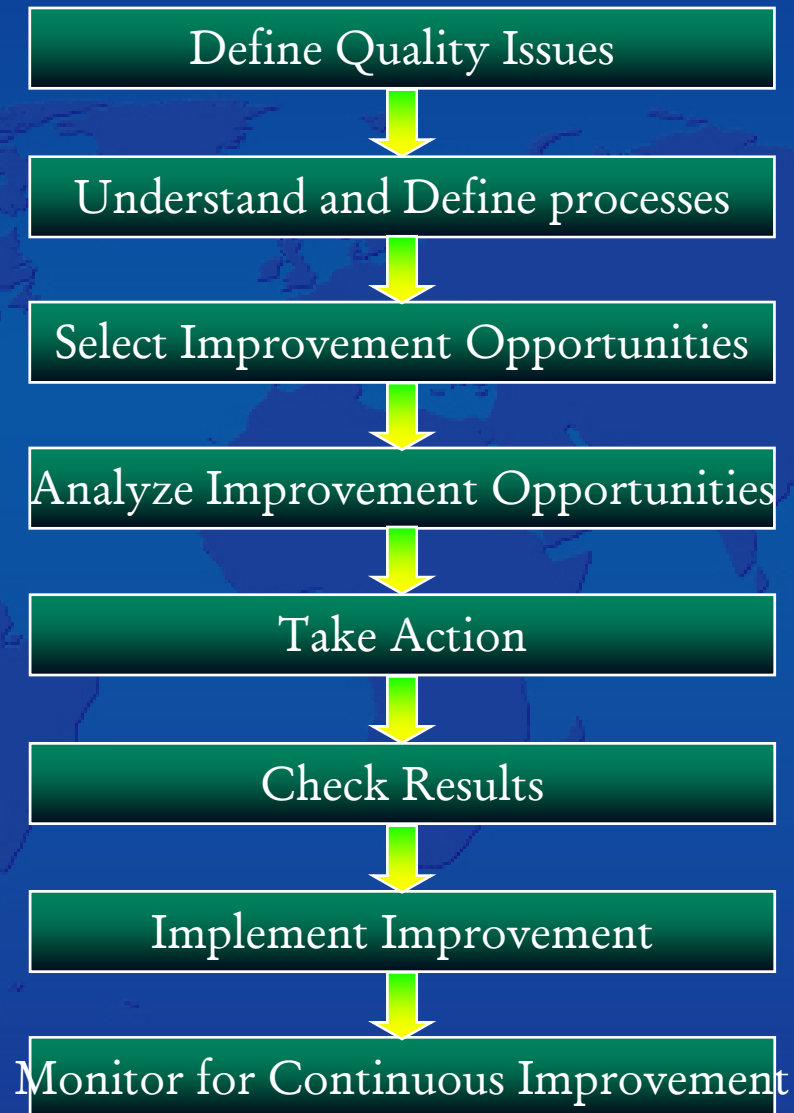 Define Quality Issues
Understand and Define processes
Select Improvement Opportunities
Analyze Improvement Opportunities
Take Action
Check Results
Implement Improvement
Monitor for Continuous Improvement